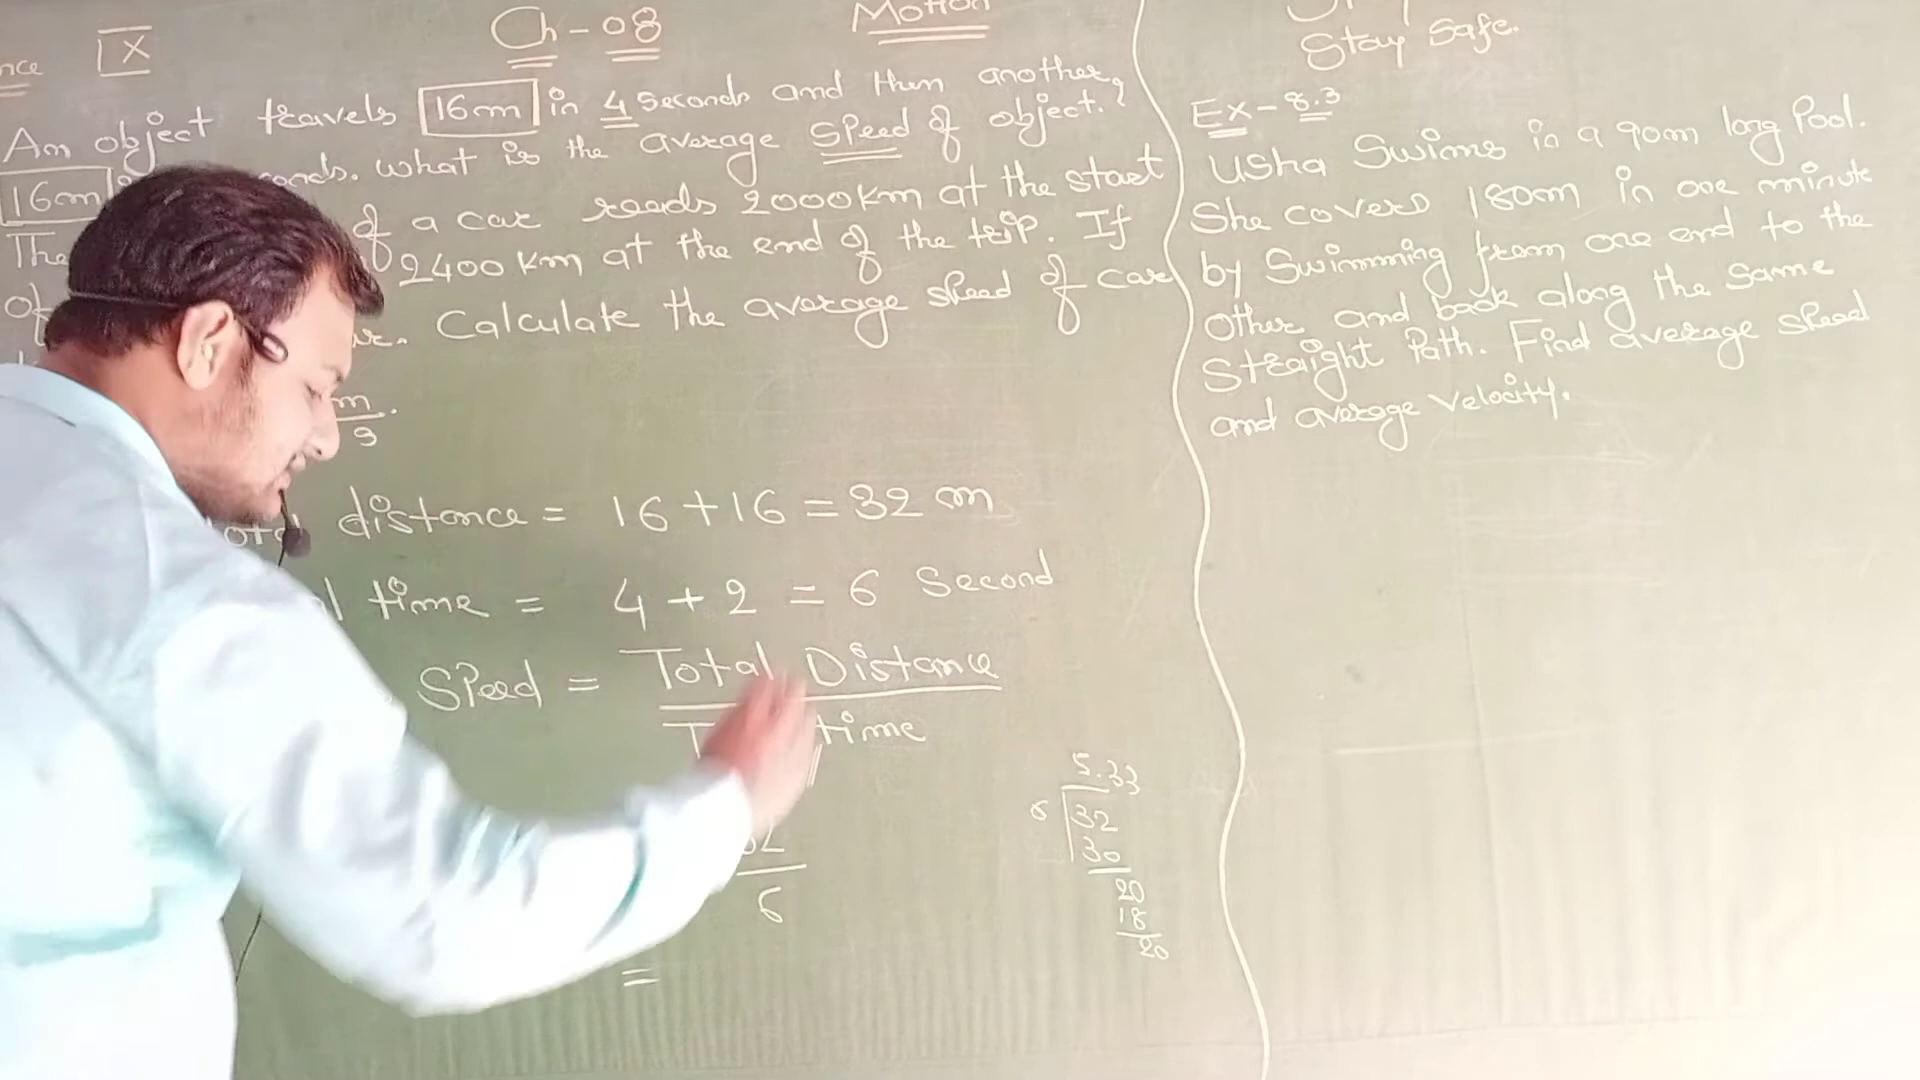 nce IX
Ch-08
Motion
An object travels 16m in 4 Seconds and then another
16m onds. what is the average speed of object.?
The of a car reads 2000km at the start
of 2400 km at the end of the trip. If
Calculate the average speed of car
m
s
distance = 16+16 = 32 m
time = 4 + 2 = 6 Second
Speed = Total Distance
time
6
=
5.33
6 32
30
20
18
20
Stay Safe.
Ex-8.3
Usha Swims in a 90m long Pool.
She covers 180m in one minute
by Swimming from one end to the
other and back along the same
Straight Path. Find average speed
and average velocity.